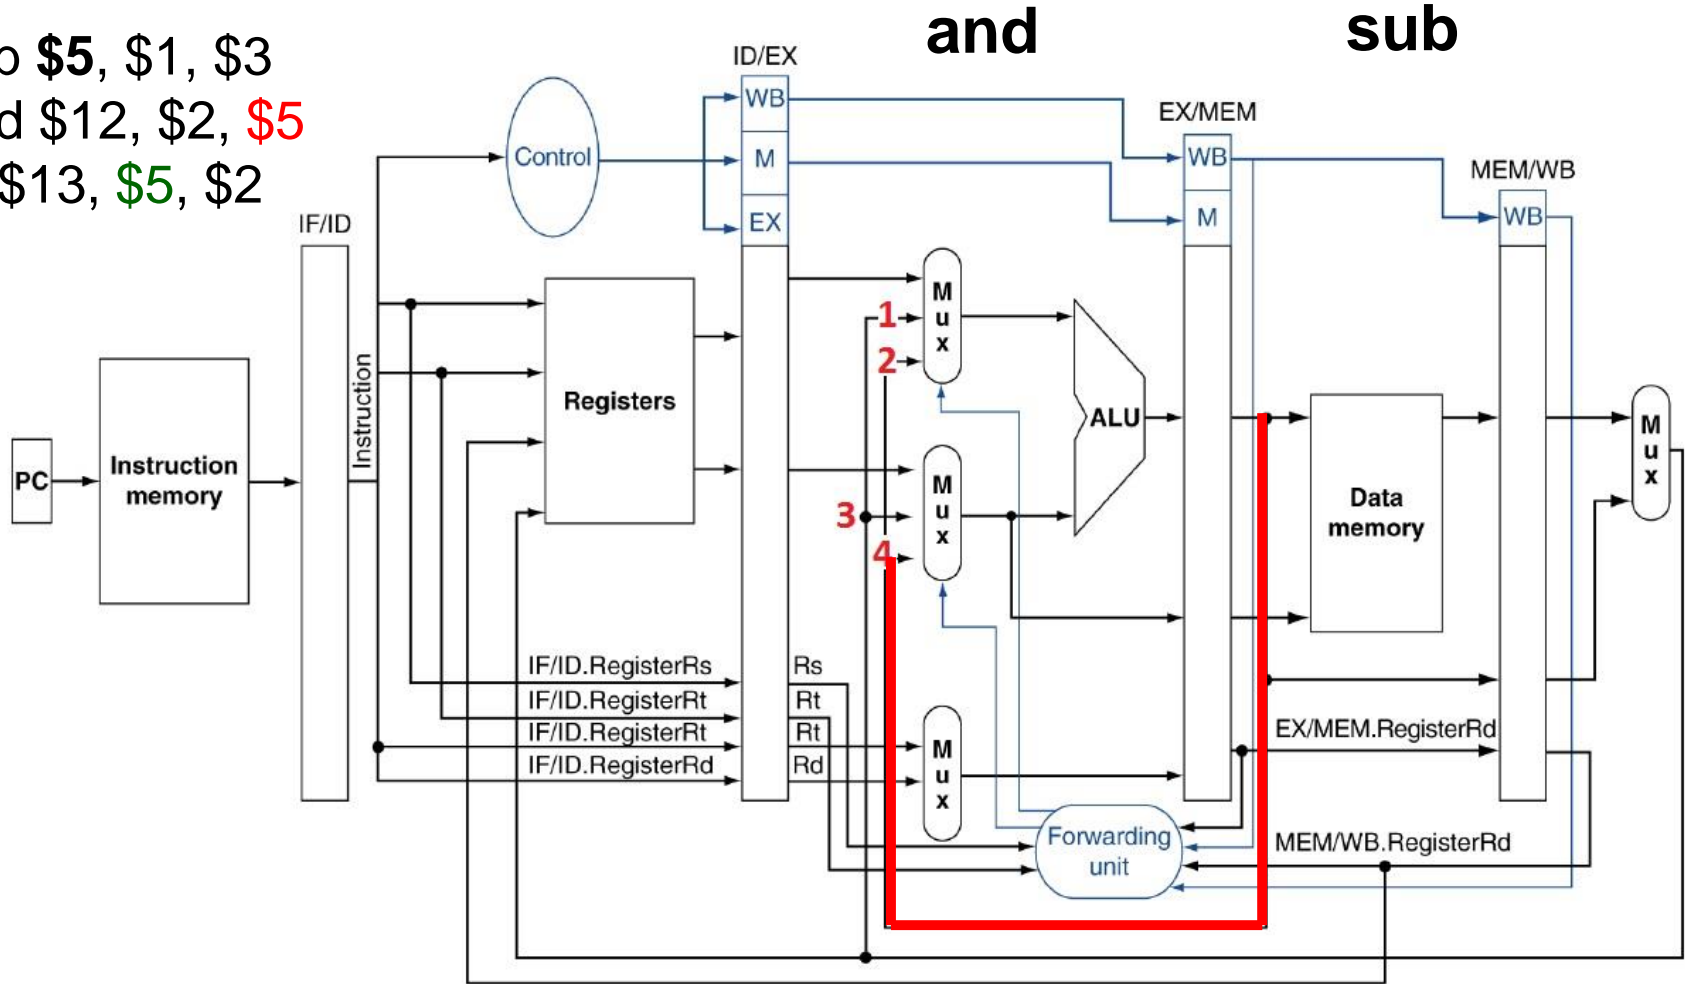 and
sub
b $5, $1, $3
d $12, $2, $5
$13, $5, $2
ID/EX
WB
M
EX
EX/MEM
WB
M
MEM/WB
WB
Control
IF/ID
Instruction
PC
Instruction
memory
Registers
1
2
3
4
M
u
x
M
u
x
M
u
x
ALU
Data
memory
M
u
x
IF/ID.RegisterRs
IF/ID.RegisterRt
IF/ID.RegisterRt
IF/ID.RegisterRd
Rs
Rt
Rt
Rd
EX/MEM.RegisterRd
Forwarding
unit
MEM/WB.RegisterRd